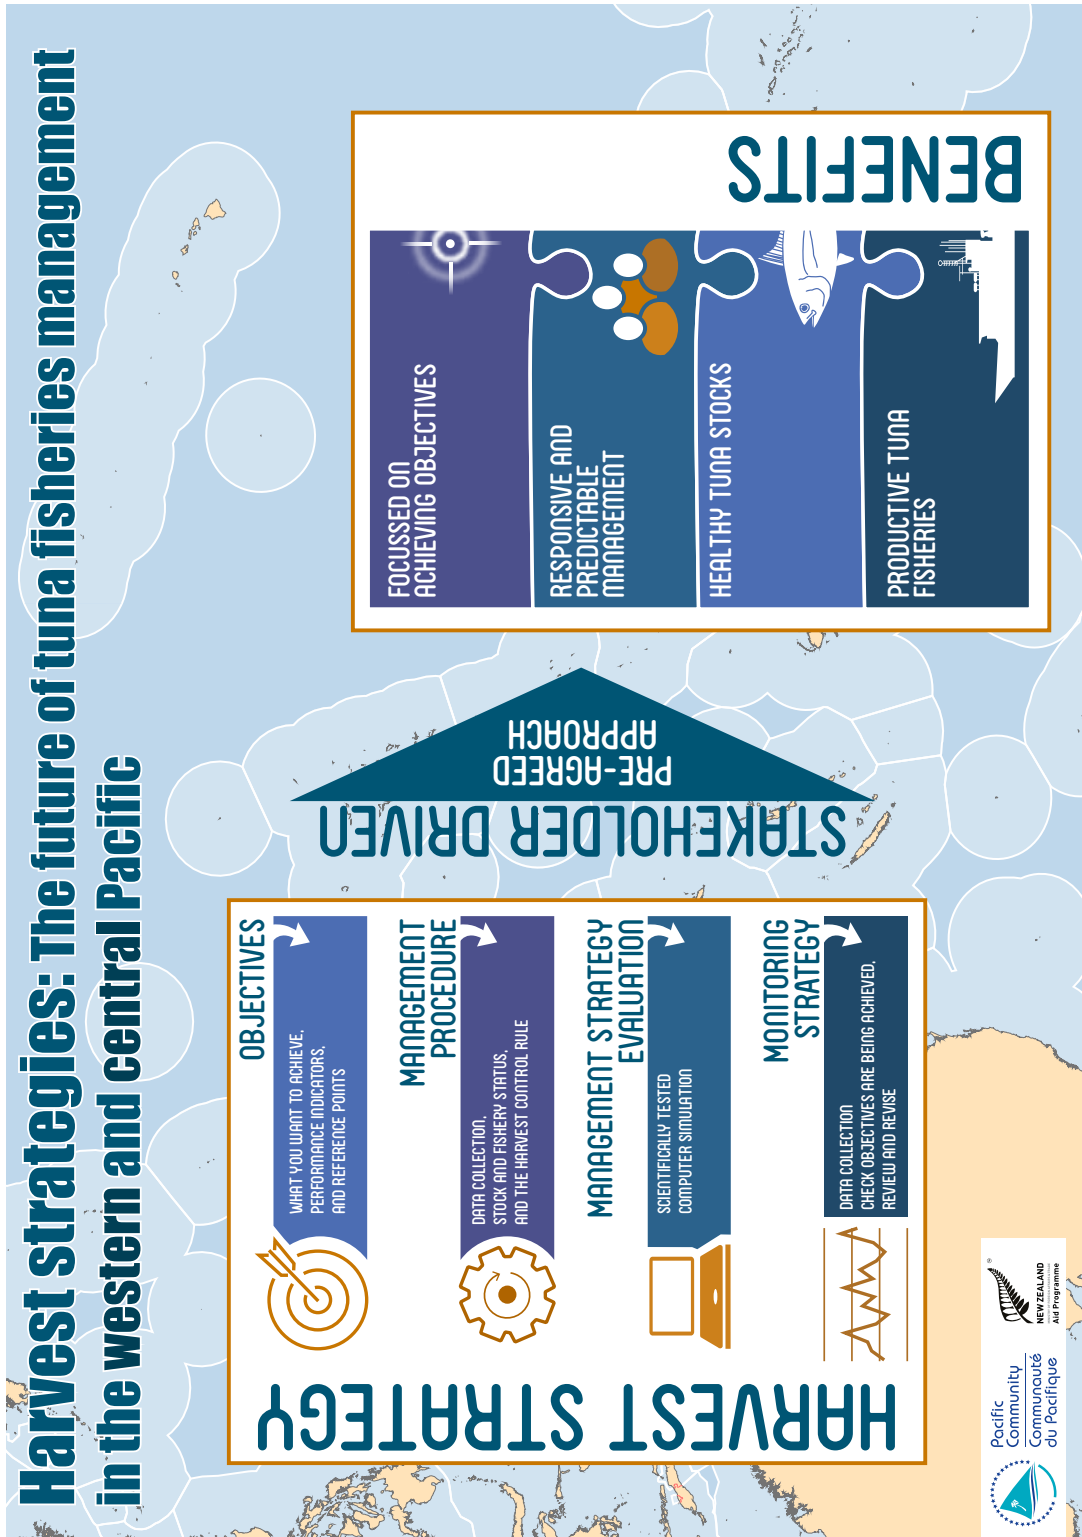 Harvest strategies: The future of tuna fisheries management
in the western and central Pacific
HARVEST STRATEGY
OBJECTIVES
WHAT YOU WANT TO ACHIEVE,
PERFORMANCE INDICATORS,
AND REFERENCE POINTS
MANAGEMENT
PROCEDURE
DATA COLLECTION,
STOCK AND FISHERY STATUS,
AND THE HARVEST CONTROL RULE
MANAGEMENT STRATEGY
EVALUATION
SCIENTIFICALLY TESTED
COMPUTER SIMULATION
MONITORING
STRATEGY
DATA COLLECTION
CHECK OBJECTIVES ARE BEING ACHIEVED,
REVIEW AND REVISE
STAKEHOLDER DRIVEN
PRE-AGREED
APPROACH
BENEFITS
FOCUSSED ON
ACHIEVING OBJECTIVES
RESPONSIVE AND
PREDICTABLE
MANAGEMENT
HEALTHY TUNA STOCKS
PRODUCTIVE TUNA
FISHERIES
Pacific
Community
Communauté
du Pacifique
®
NEW ZEALAND
Aid Programme